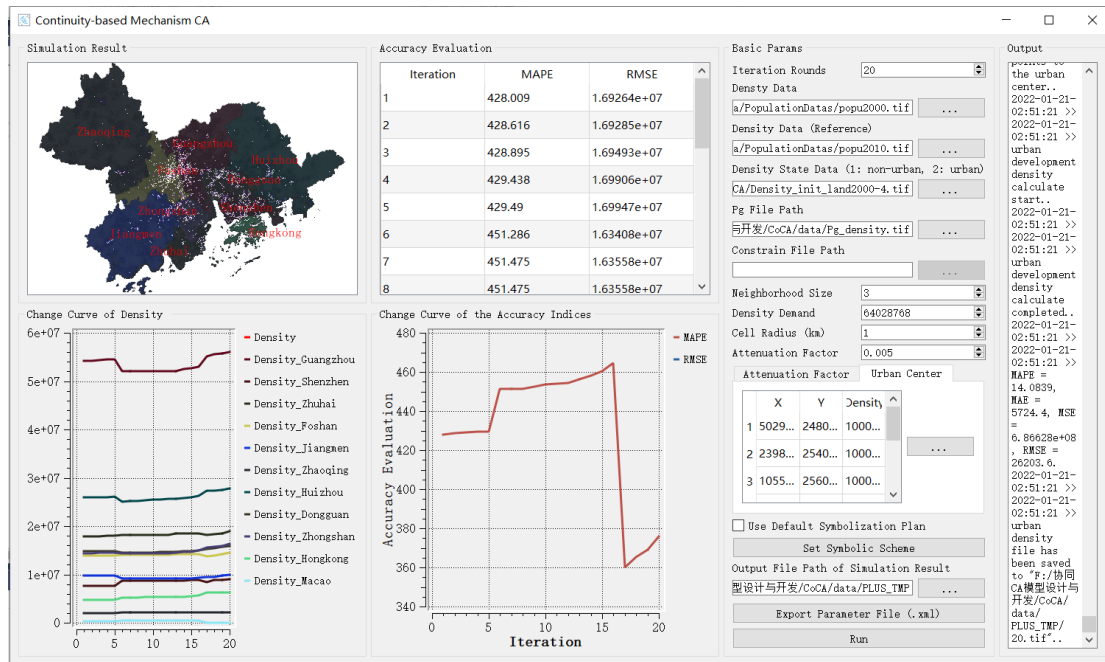 Continuity-based Mechanism CA
Simulation Result
Zhaoqing
Guangzhou
Huizhou
Foshan
Dongguan
Zhongshan
Shenzhen
Jiangmen
Hongkong
Zhuhai
Accuracy Evaluation
Iteration MAPE RMSE
1 428.009 1.69264e+07
2 428.616 1.69285e+07
3 428.895 1.69493e+07
4 429.438 1.69906e+07
5 429.49 1.69947e+07
6 451.286 1.63408e+07
7 451.475 1.63558e+07
8 451.475 1.63558e+07
Change Curve of Density
6e+07
5e+07
4e+07
3e+07
2e+07
1e+07
0
0 5 10 15 20
Density
Density_Guangzhou
Density_Shenzhen
Density_Zhuhai
Density_Foshan
Density_Jiangmen
Density_Zhaoqing
Density_Huizhou
Density_Dongguan
Density_Zhongshan
Density_Hongkong
Density_Macao
Change Curve of the Accuracy Indices
Accuracy Evaluation
480
460
440
420
400
380
360
340
0 5 10 15 20
Iteration
MAPE
RMSE
Basic Params
Iteration Rounds 20
Densty Data
a/PopulationDatas/popu2000.tif ...
Density Data (Reference)
a/PopulationDatas/popu2010.tif ...
Density State Data (1: non-urban, 2: urban)
CA/Density_init_land2000-4.tif ...
Pg File Path
与开发/CoCA/data/Pg_density.tif ...
Constrain File Path
...
Neighborhood Size 3
Density Demand 64028768
Cell Radius (km) 1
Attenuation Factor 0.005
Attenuation Factor Urban Center
X Y Density
1 5029... 2480... 1000...
2 2398... 2540... 1000...
3 1055... 2560... 1000...
...
Use Default Symbolization Plan
Set Symbolic Scheme
Output File Path of Simulation Result
型设计与开发/CoCA/data/PLUS_TMP ...
Export Parameter File (.xml)
Run
Output
points to
the urban
center..
2022-01-21-
02:51:21 >>
2022-01-21-
02:51:21 >>
urban
development
density
calculate
start..
2022-01-21-
02:51:21 >>
2022-01-21-
02:51:21 >>
urban
development
density
calculate
completed..
2022-01-21-
02:51:21 >>
2022-01-21-
02:51:21 >>
MAPE =
14.0839,
MAE =
5724.4, MSE
=
6.86628e+08
, RMSE =
26203.6.
2022-01-21-
02:51:21 >>
2022-01-21-
02:51:21 >>
urban
density
file has
been saved
to "F:/协同
CA模型设计与
开发/CoCA/
data/
PLUS_TMP/
20.tif"..